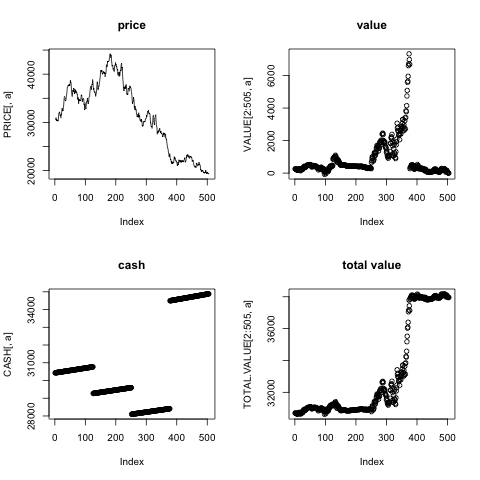 price
PRICE[, a]
20000 30000 40000
0 100 200 300 400 500
Index
value
VALUE[2:505, a]
0 2000 4000 6000
0 100 200 300 400 500
Index
cash
CASH[, a]
28000 31000 34000
0 100 200 300 400 500
Index
total value
TOTAL.VALUE[2:505, a]
32000 36000
0 100 200 300 400 500
Index